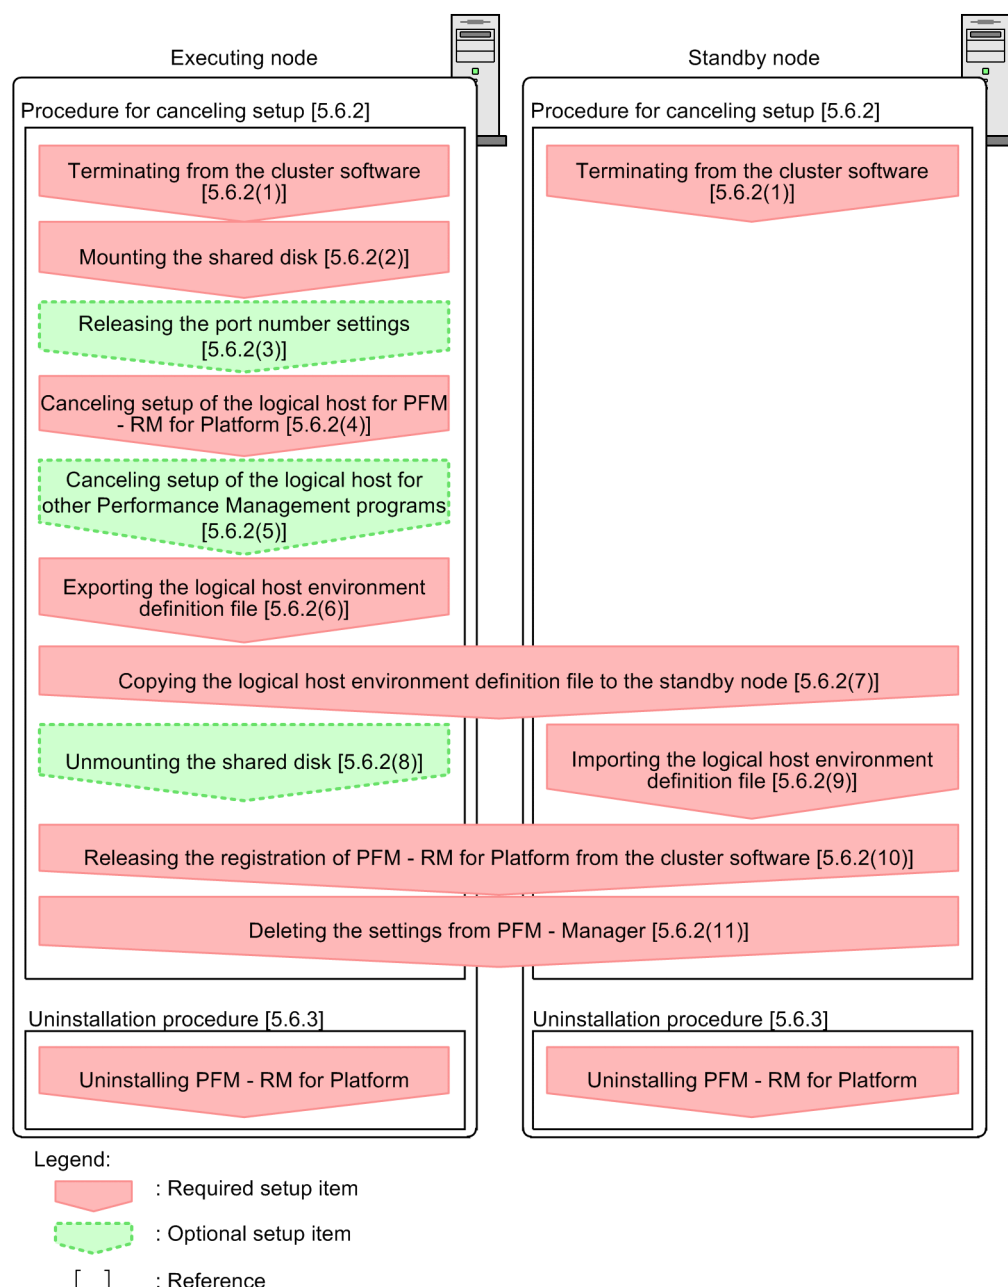 Executing node
Standby node
Procedure for canceling setup [5.6.2]
Procedure for canceling setup [5.6.2]
Terminating from the cluster software
[5.6.2(1)]
Terminating from the cluster software
[5.6.2(1)]
Mounting the shared disk [5.6.2(2)]
Releasing the port number settings
[5.6.2(3)]
Canceling setup of the logical host for PFM
- RM for Platform [5.6.2(4)]
Canceling setup of the logical host for
other Performance Management programs
[5.6.2(5)]
Exporting the logical host environment
definition file [5.6.2(6)]
Copying the logical host environment definition file to the standby node [5.6.2(7)]
Unmounting the shared disk [5.6.2(8)]
Importing the logical host environment
definition file [5.6.2(9)]
Releasing the registration of PFM - RM for Platform from the cluster software [5.6.2(10)]
Deleting the settings from PFM - Manager [5.6.2(11)]
Uninstallation procedure [5.6.3]
Uninstallation procedure [5.6.3]
Uninstalling PFM - RM for Platform
Uninstalling PFM - RM for Platform
Legend:
: Required setup item
: Optional setup item
[ ] : Reference